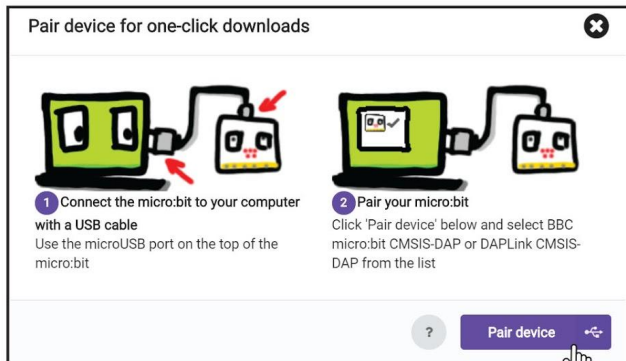 Pair device for one-click downloads
1 Connect the micro:bit to your computer
with a USB cable
Use the microUSB port on the top of the
micro:bit
2 Pair your micro:bit
Click 'Pair device' below and select BBC
micro:bit CMSIS-DAP or DAPLink CMSIS-
DAP from the list
?
Pair device